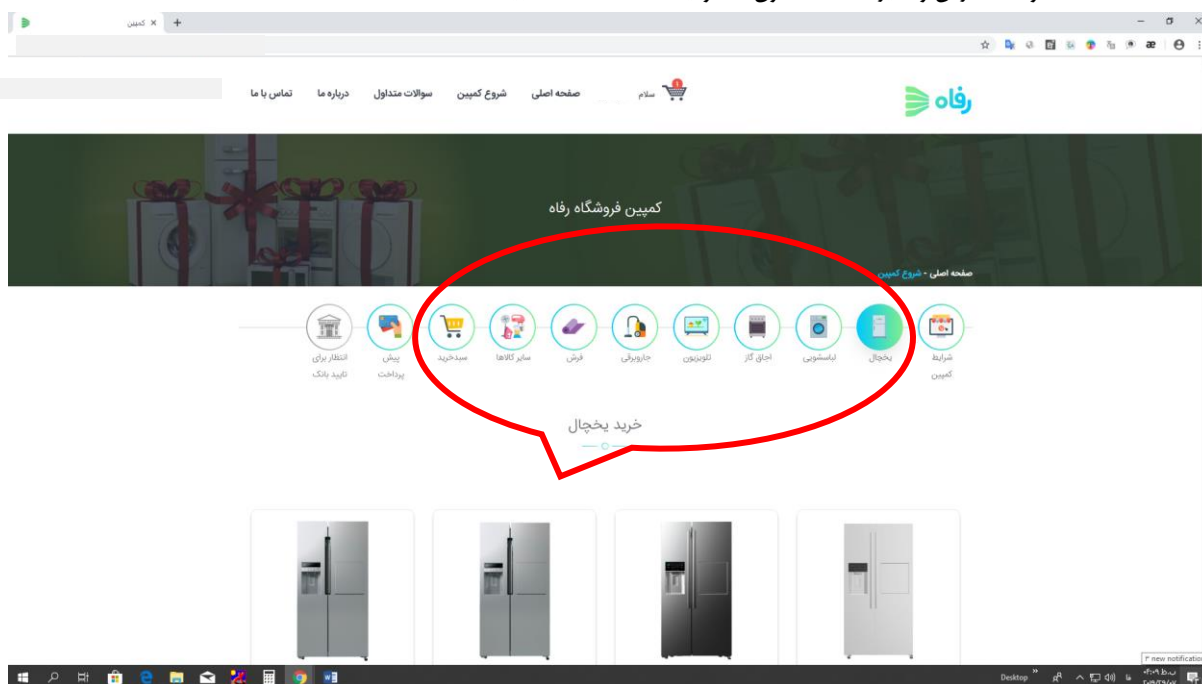 کمپین
رفاه
سلام
صفحه اصلی
شروع کمپین
سوالات متداول
درباره ما
تماس با ما
کمپین فروشگاه رفاه
صفحه اصلی - شروع کمپین
شرایط کمپین
یخچال
لباسشویی
اجاق گاز
تلویزیون
جاروبرقی
فرش
سایر کالاها
سبدخرید
پیش پرداخت
انتظار برای تایید بانک
خرید یخچال
new notification
Desktop